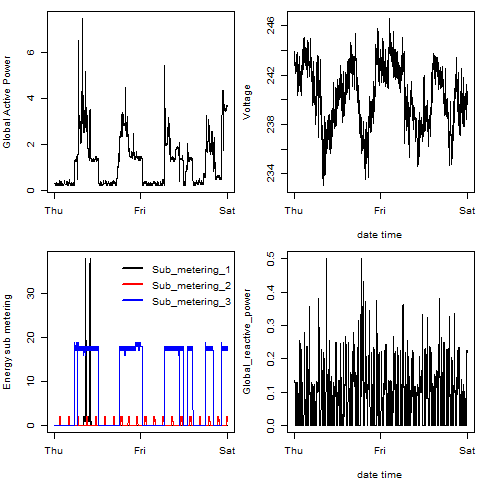 Global Active Power
0 2 4 6
Thu Fri Sat
Voltage
234 238 242 246
Thu Fri Sat
date time
Energy sub metering
0 10 20 30
Sub_metering_1
Sub_metering_2
Sub_metering_3
Thu Fri Sat
Global_reactive_power
0.0 0.1 0.2 0.3 0.4 0.5
Thu Fri Sat
date time